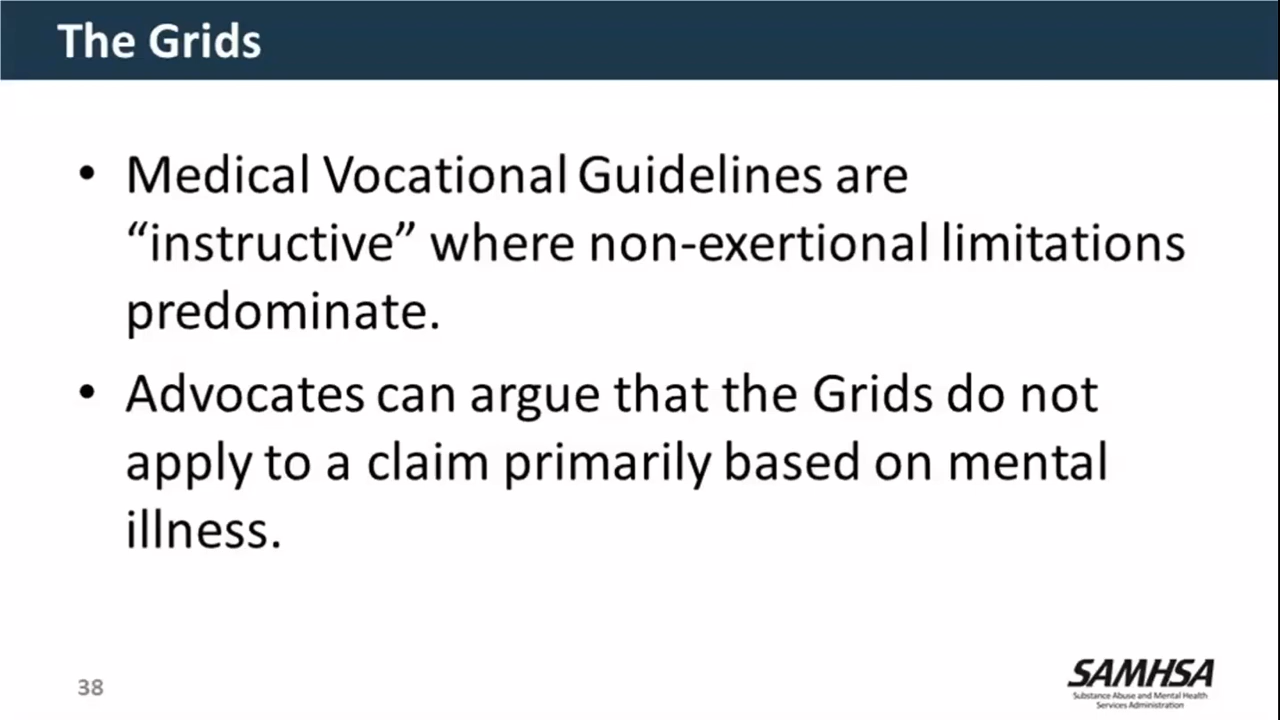 The Grids
• Medical Vocational Guidelines are
“instructive” where non-exertional limitations
predominate.
• Advocates can argue that the Grids do not
apply to a claim primarily based on mental
illness.
38
SAMHSA
Substance Abuse and Mental Health
Services Administration